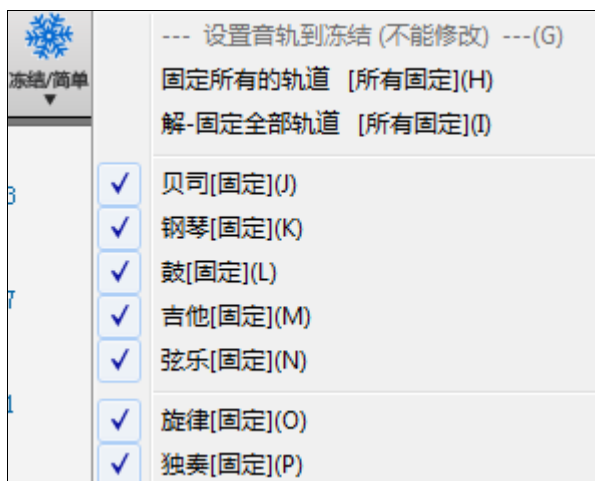 --- 设置音轨到冻结 (不能修改) ---(G)
冻结/简单
固定所有的轨道 [所有固定](H)
解-固定全部轨道 [所有固定](I)
贝司[固定](J)
钢琴[固定](K)
鼓[固定](L)
吉他[固定](M)
弦乐[固定](N)
旋律[固定](O)
独奏[固定](P)